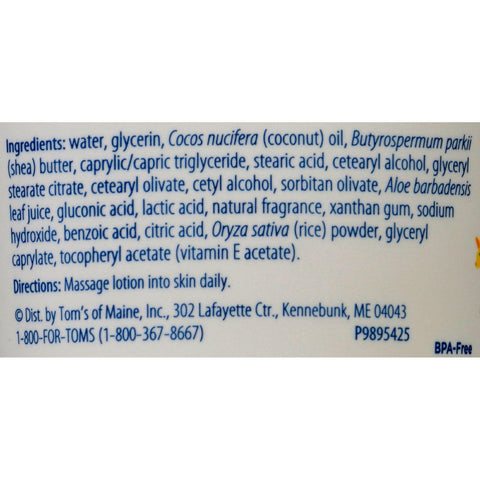 Ingredients: water, glycerin, Cocos nucifera (coconut) oil, Butyrospermum parkii
(shea) butter, caprylic/capric triglyceride, stearic acid, cetearyl alcohol, glyceryl
stearate citrate, cetearyl olivate, cetyl alcohol, sorbitan olivate, Aloe barbadensis
leaf juice, gluconic acid, lactic acid, natural fragrance, xanthan gum, sodium
hydroxide, benzoic acid, citric acid, Oryza sativa (rice) powder, glyceryl
caprylate, tocopheryl acetate (vitamin E acetate).
Directions: Massage lotion into skin daily.
© Dist. by Tom's of Maine, Inc., 302 Lafayette Ctr., Kennebunk, ME 04043
1-800-FOR-TOMS (1-800-367-8667) P9895425
BPA-Free